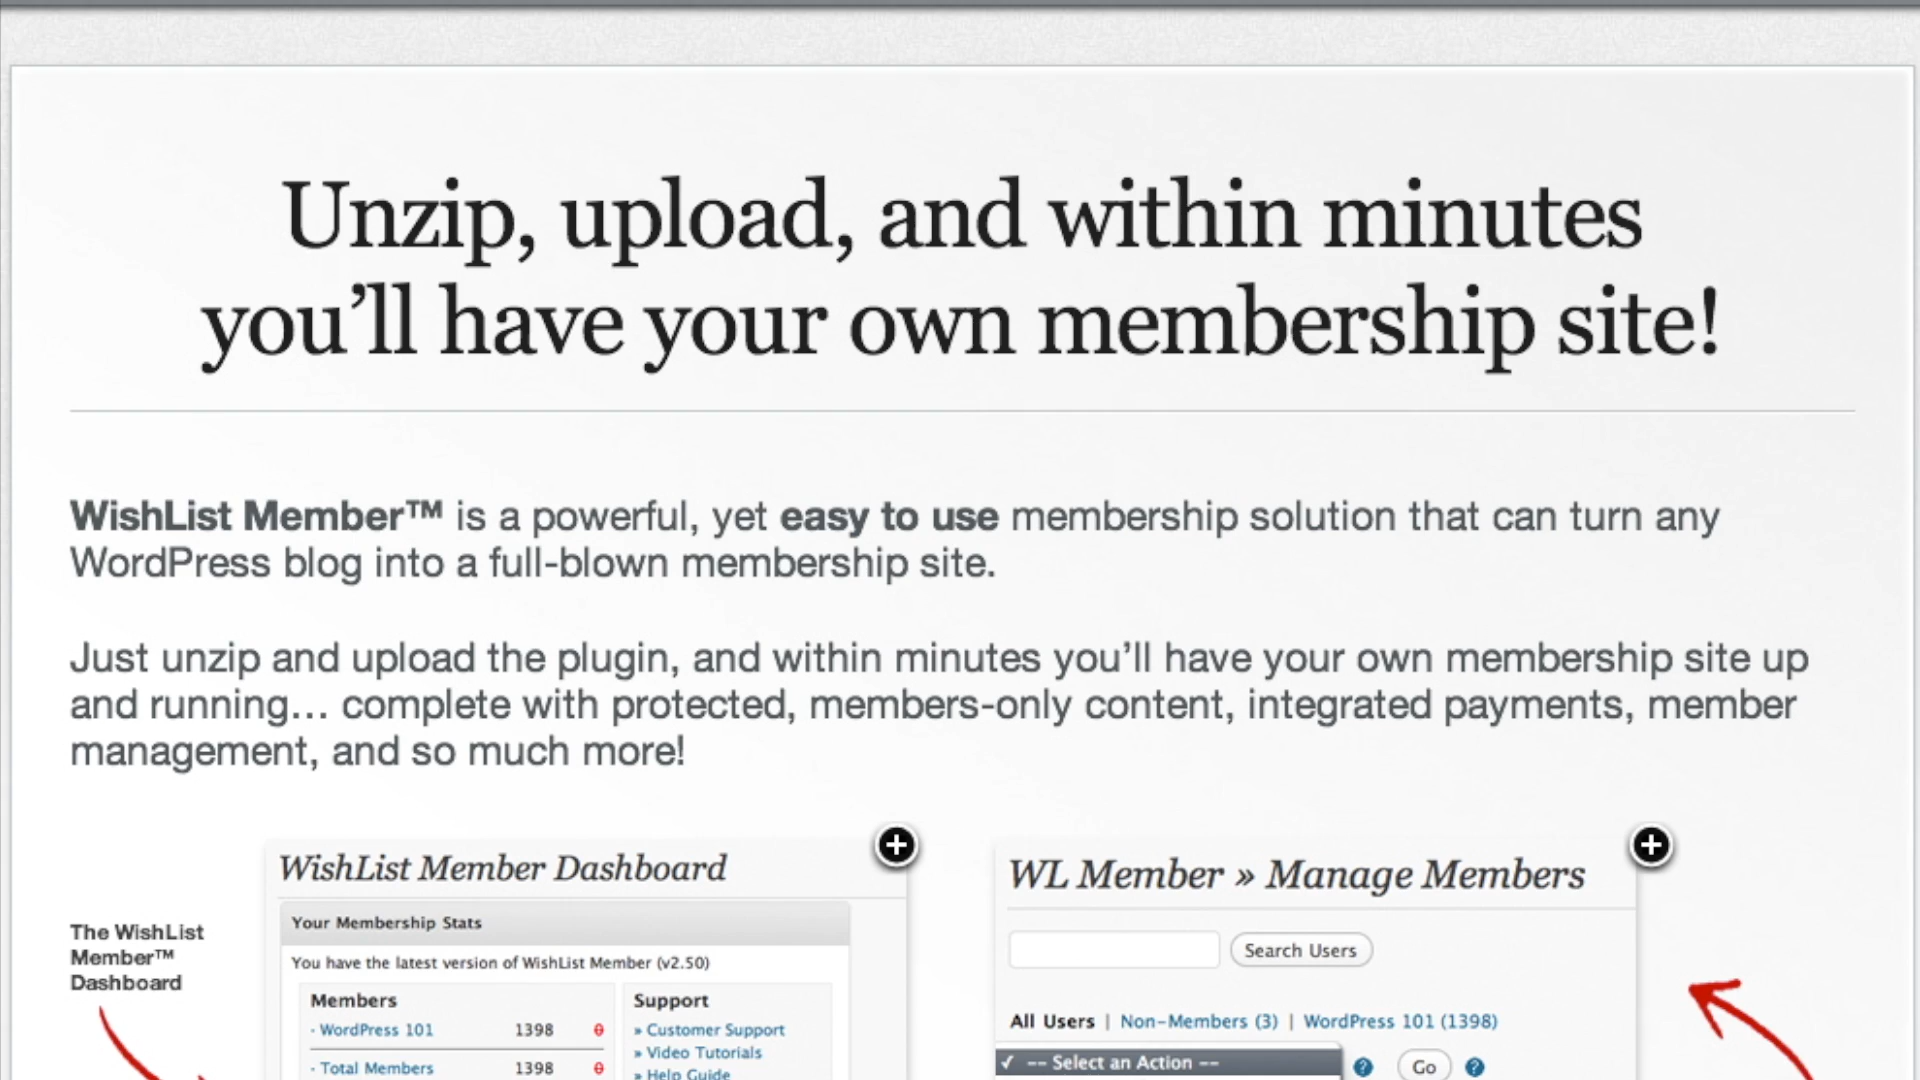 Unzip, upload, and within minutes
you’ll have your own membership site!
WishList Member™ is a powerful, yet easy to use membership solution that can turn any
WordPress blog into a full-blown membership site.
Just unzip and upload the plugin, and within minutes you’ll have your own membership site up
and running… complete with protected, members-only content, integrated payments, member
management, and so much more!
The WishList
Member™
Dashboard
WishList Member Dashboard
Your Membership Stats
You have the latest version of WishList Member (v2.50)
Members
- WordPress 101 1398 0
- Total Members 1398 0
Support
» Customer Support
» Video Tutorials
» Help Guide
WL Member » Manage Members
Search Users
All Users | Non-Members (3) | WordPress 101 (1398)
✓ -- Select an Action -- ? Go ?